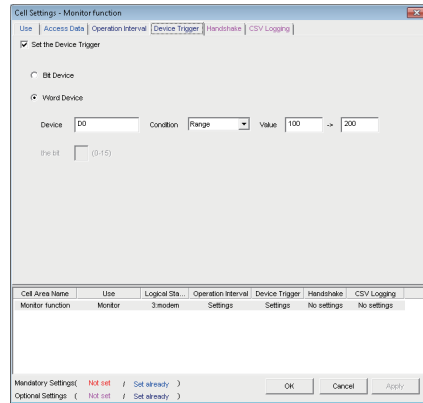 Cell Settings - Monitor function
Use Access Data Operation Interval Device Trigger Handshake CSV Logging
Set the Device Trigger
Bit Device
Word Device
Device D0 Condition Range Value 100 -> 200
the bit (0-15)
Cell Area Name Use Logical Sta... Operation Interval Device Trigger Handshake CSV Logging
Monitor function Monitor 3:modem Settings Settings No settings No settings
Mandatory Settings( Not set / Set already )
Optional Settings ( Not set / Set already )
OK Cancel Apply